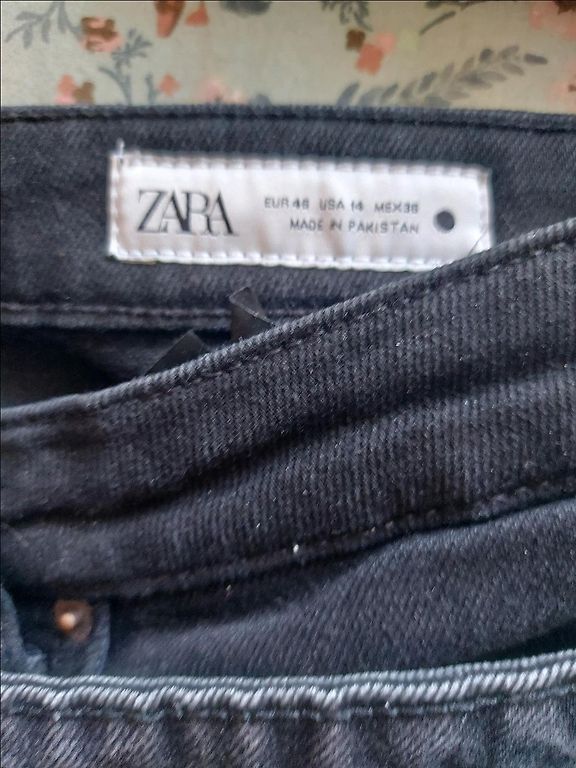 ZARA
EUR 46 USA 14 MEX 36
MADE IN PAKISTAN